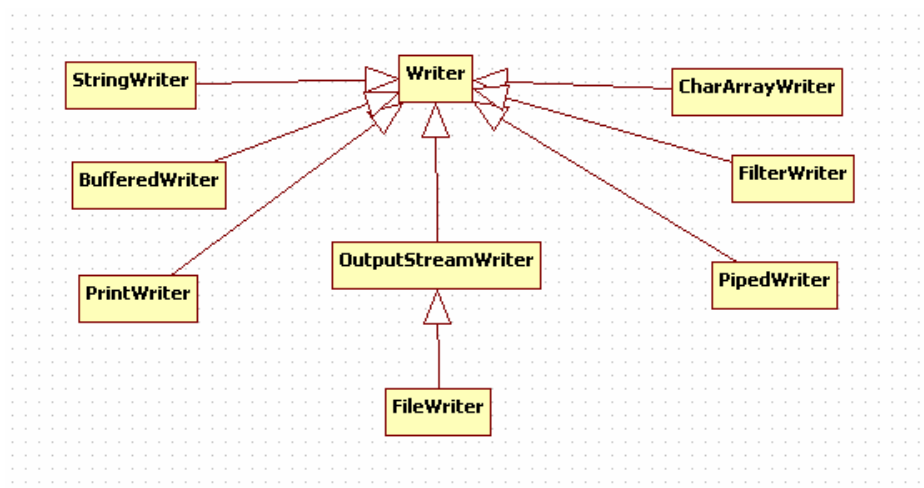 Writer
StringWriter
CharArrayWriter
BufferedWriter
FilterWriter
OutputStreamWriter
PrintWriter
PipedWriter
FileWriter